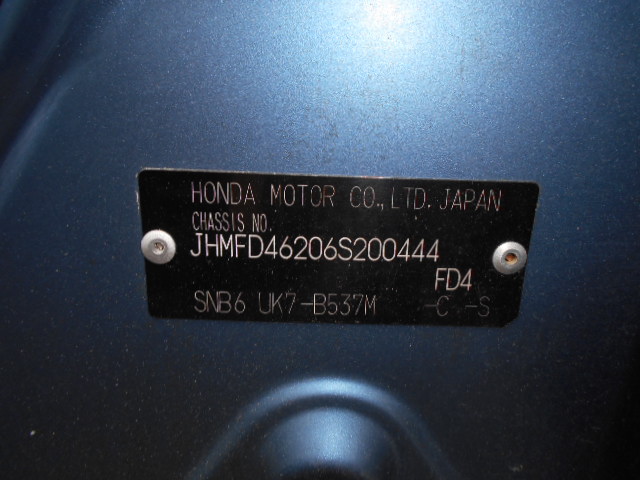 HONDA MOTOR CO., LTD. JAPAN
CHASSIS NO.
JHMFD46206S200444
FD4
SNB6 UK7-B537M -C -S